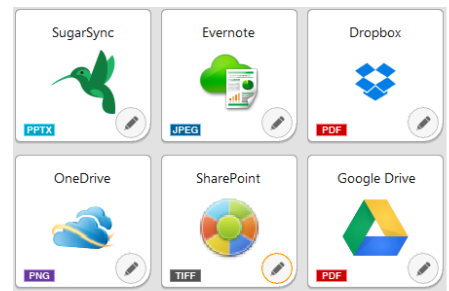 SugarSync Evernote Dropbox
PPTX JPEG PDF
OneDrive SharePoint Google Drive
PNG TIFF PDF